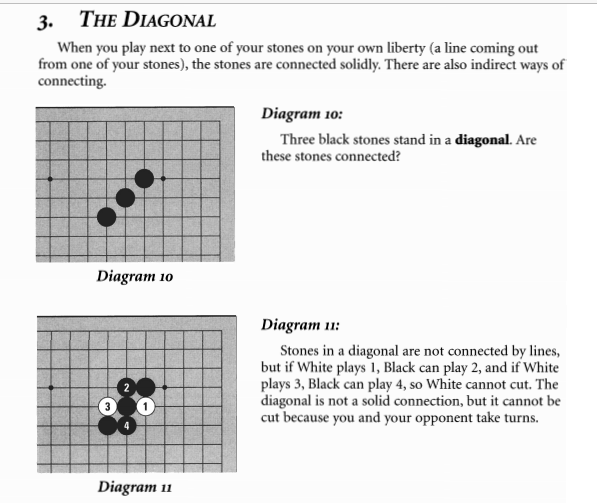 3. THE DIAGONAL
When you play next to one of your stones on your own liberty (a line coming out
from one of your stones), the stones are connected solidly. There are also indirect ways of
connecting.
Diagram 10:
Three black stones stand in a diagonal. Are
these stones connected?
Diagram 10
Diagram 11:
Stones in a diagonal are not connected by lines,
but if White plays 1, Black can play 2, and if White
plays 3, Black can play 4, so White cannot cut. The
diagonal is not a solid connection, but it cannot be
cut because you and your opponent take turns.
2
3 1
4
Diagram 11